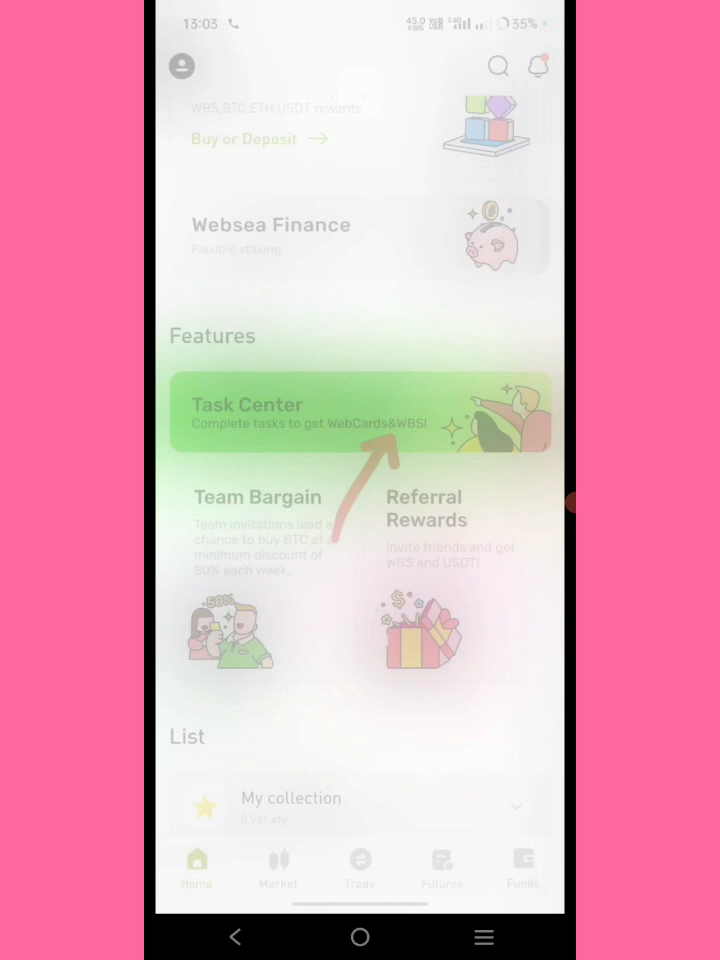 13:03
45.0
35%
WBS,BTC,ETH,USDT rewards
Buy or Deposit
Websea Finance
Flexible staking
Features
Task Center
Complete tasks to get WebCards&WBS!
Team Bargain
Team invitations lead a
chance to buy BTC at a
minimum discount of
50% each week.
Referral
Rewards
Invite friends and get
WBS and USDT!
-50%
$
List
My collection
0 Variety
Home
Market
Trade
Futures
Funds